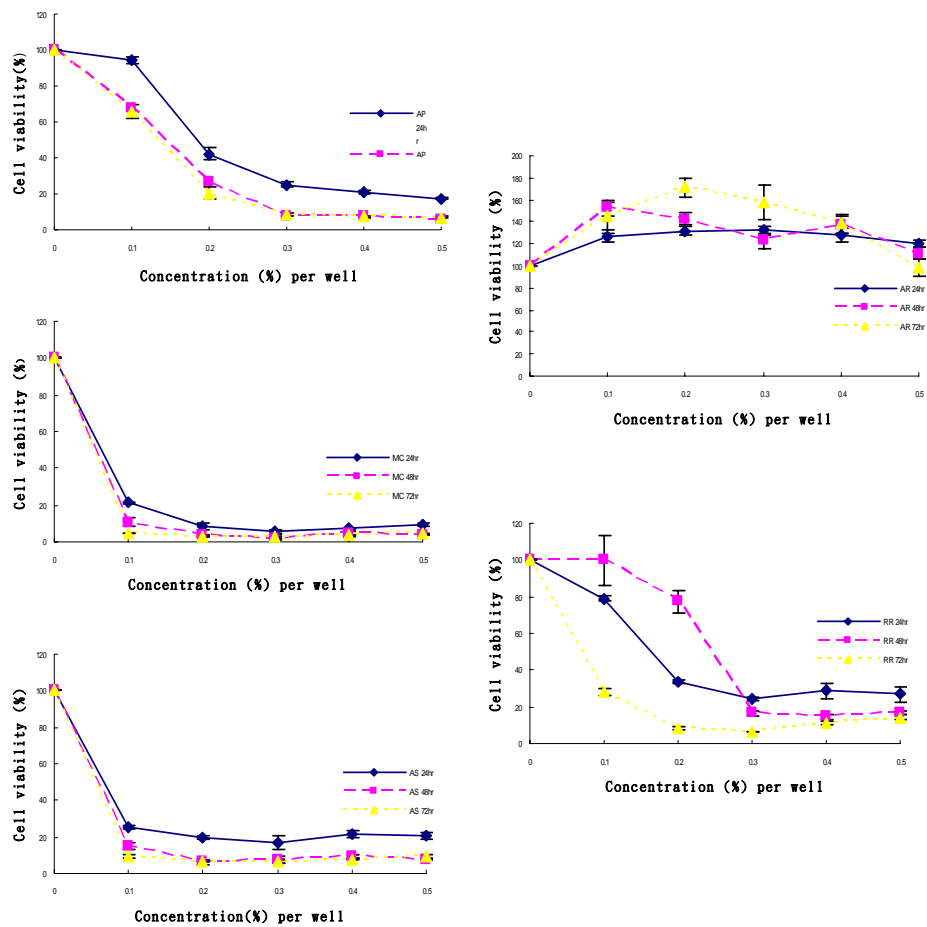 120
100
80
60
40
20
0
0
0.1
0.2
0.3
0.4
0.5
Cell viability(%)
Concentration (%) per well
AP
24h
r
AP
200
180
160
140
120
100
80
60
40
20
0
0
0.1
0.2
0.3
0.4
0.5
Cell viability (%)
Concentration (%) per well
AR 24hr
AR 48hr
AR 72hr
120
100
80
60
40
20
0
0
0.1
0.2
0.3
0.4
0.5
Cell viability (%)
Concentration (%) per well
MC 24hr
MC 48hr
MC 72hr
120
100
80
60
40
20
0
0
0.1
0.2
0.3
0.4
0.5
Cell viability (%)
Concentration (%) per well
RR 24hr
RR 48hr
RR 72hr
120
100
80
60
40
20
0
0
0.1
0.2
0.3
0.4
0.5
Cell viability (%)
Concentration(%) per well
AS 24hr
AS 48hr
AS 72hr